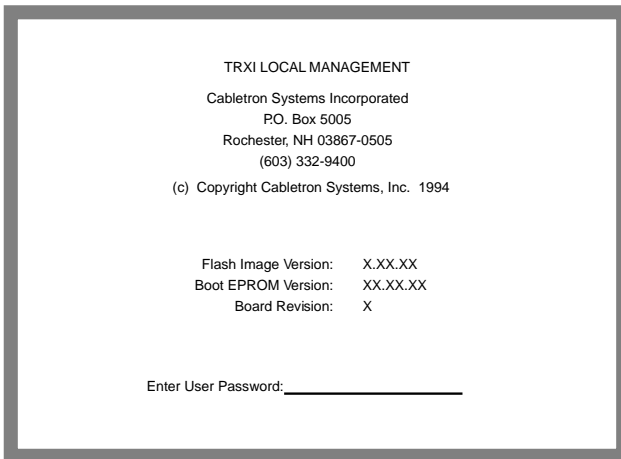 TRXI LOCAL MANAGEMENT
Cabletron Systems Incorporated
P.O. Box 5005
Rochester, NH 03867-0505
(603) 332-9400
(c) Copyright Cabletron Systems, Inc. 1994
Flash Image Version: X.XX.XX
Boot EPROM Version: XX.XX.XX
Board Revision: X
Enter User Password: